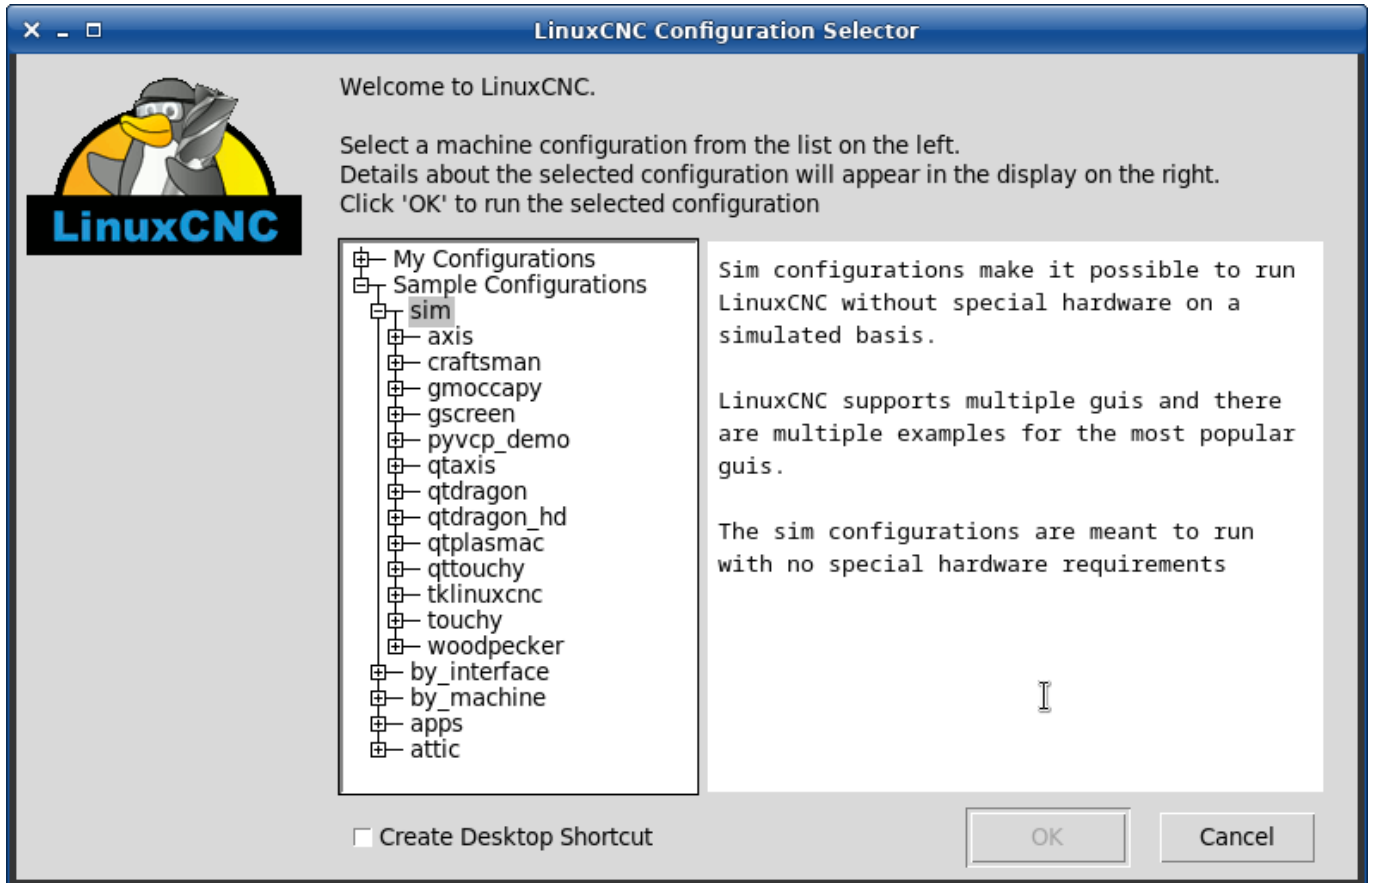 LinuxCNC Configuration Selector
LinuxCNC
Welcome to LinuxCNC.
Select a machine configuration from the list on the left.
Details about the selected configuration will appear in the display on the right.
Click 'OK' to run the selected configuration
My Configurations
Sample Configurations
sim
axis
craftsman
gmoccapy
gscreen
pyvcp_demo
qtaxis
qtdragon
qtdragon_hd
qtplasmac
qttouchy
tklinuxcnc
touchy
woodpecker
by_interface
by_machine
apps
attic
Sim configurations make it possible to run
LinuxCNC without special hardware on a
simulated basis.
LinuxCNC supports multiple guis and there
are multiple examples for the most popular
guis.
The sim configurations are meant to run
with no special hardware requirements
Create Desktop Shortcut
OK
Cancel